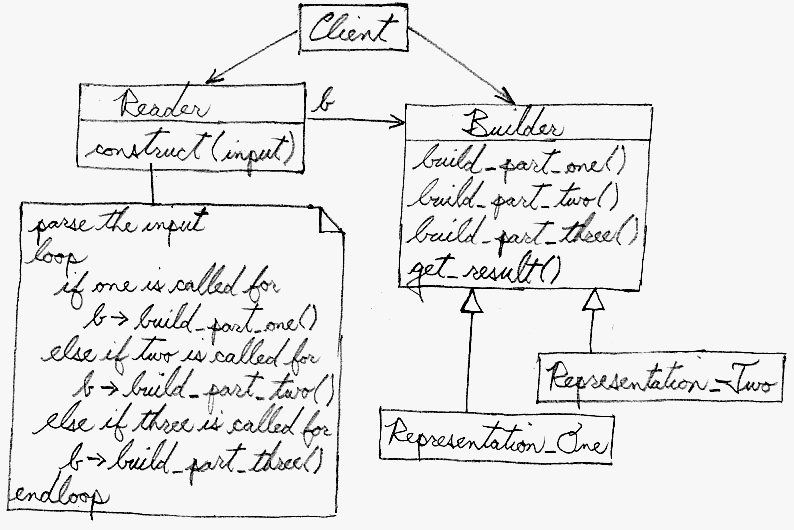 Client
Reader
construct(input)
b
Builder
build_part_one()
build_part_two()
build_part_three()
get_result()
parse the input
loop
if one is called for
b→build_part_one()
else if two is called for
b→build_part_two()
else if three is called for
b→build_part_three()
endloop
Representation_Two
Representation_One